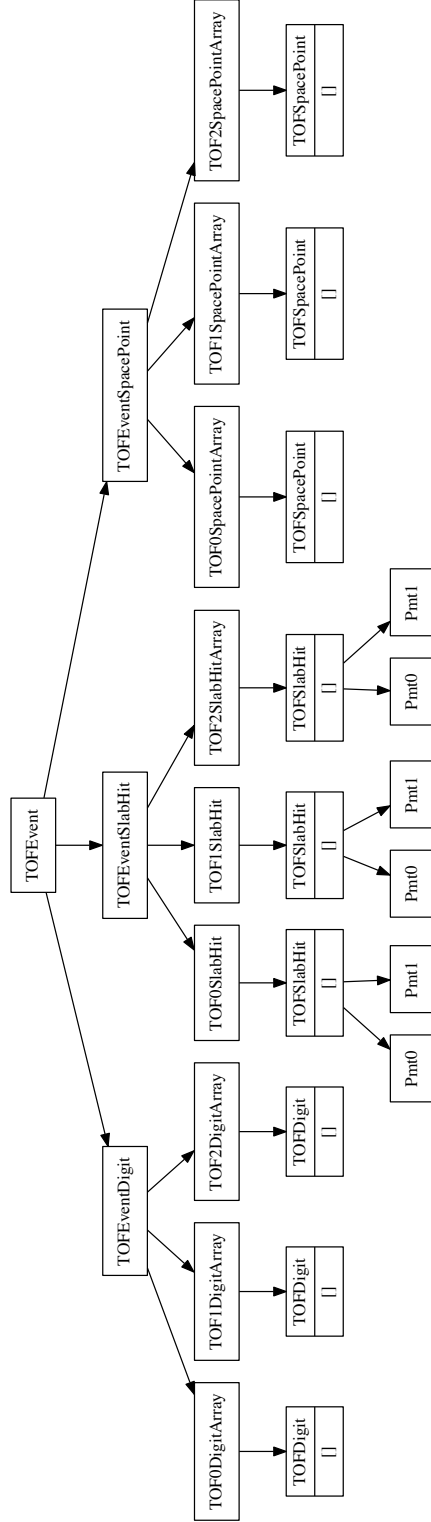 TOFEvent
TOFEventDigit
TOFEventSlabHit
TOFEventSpacePoint
TOF0DigitArray
TOF1DigitArray
TOF2DigitArray
TOF0SlabHit
TOF1SlabHit
TOF2SlabHitArray
TOF0SpacePointArray
TOF1SpacePointArray
TOF2SpacePointArray
TOFDigit
[]
TOFDigit
[]
TOFDigit
[]
TOFSlabHit
[]
TOFSlabHit
[]
TOFSlabHit
[]
TOFSpacePoint
[]
TOFSpacePoint
[]
TOFSpacePoint
[]
Pmt0
Pmt1
Pmt0
Pmt1
Pmt0
Pmt1